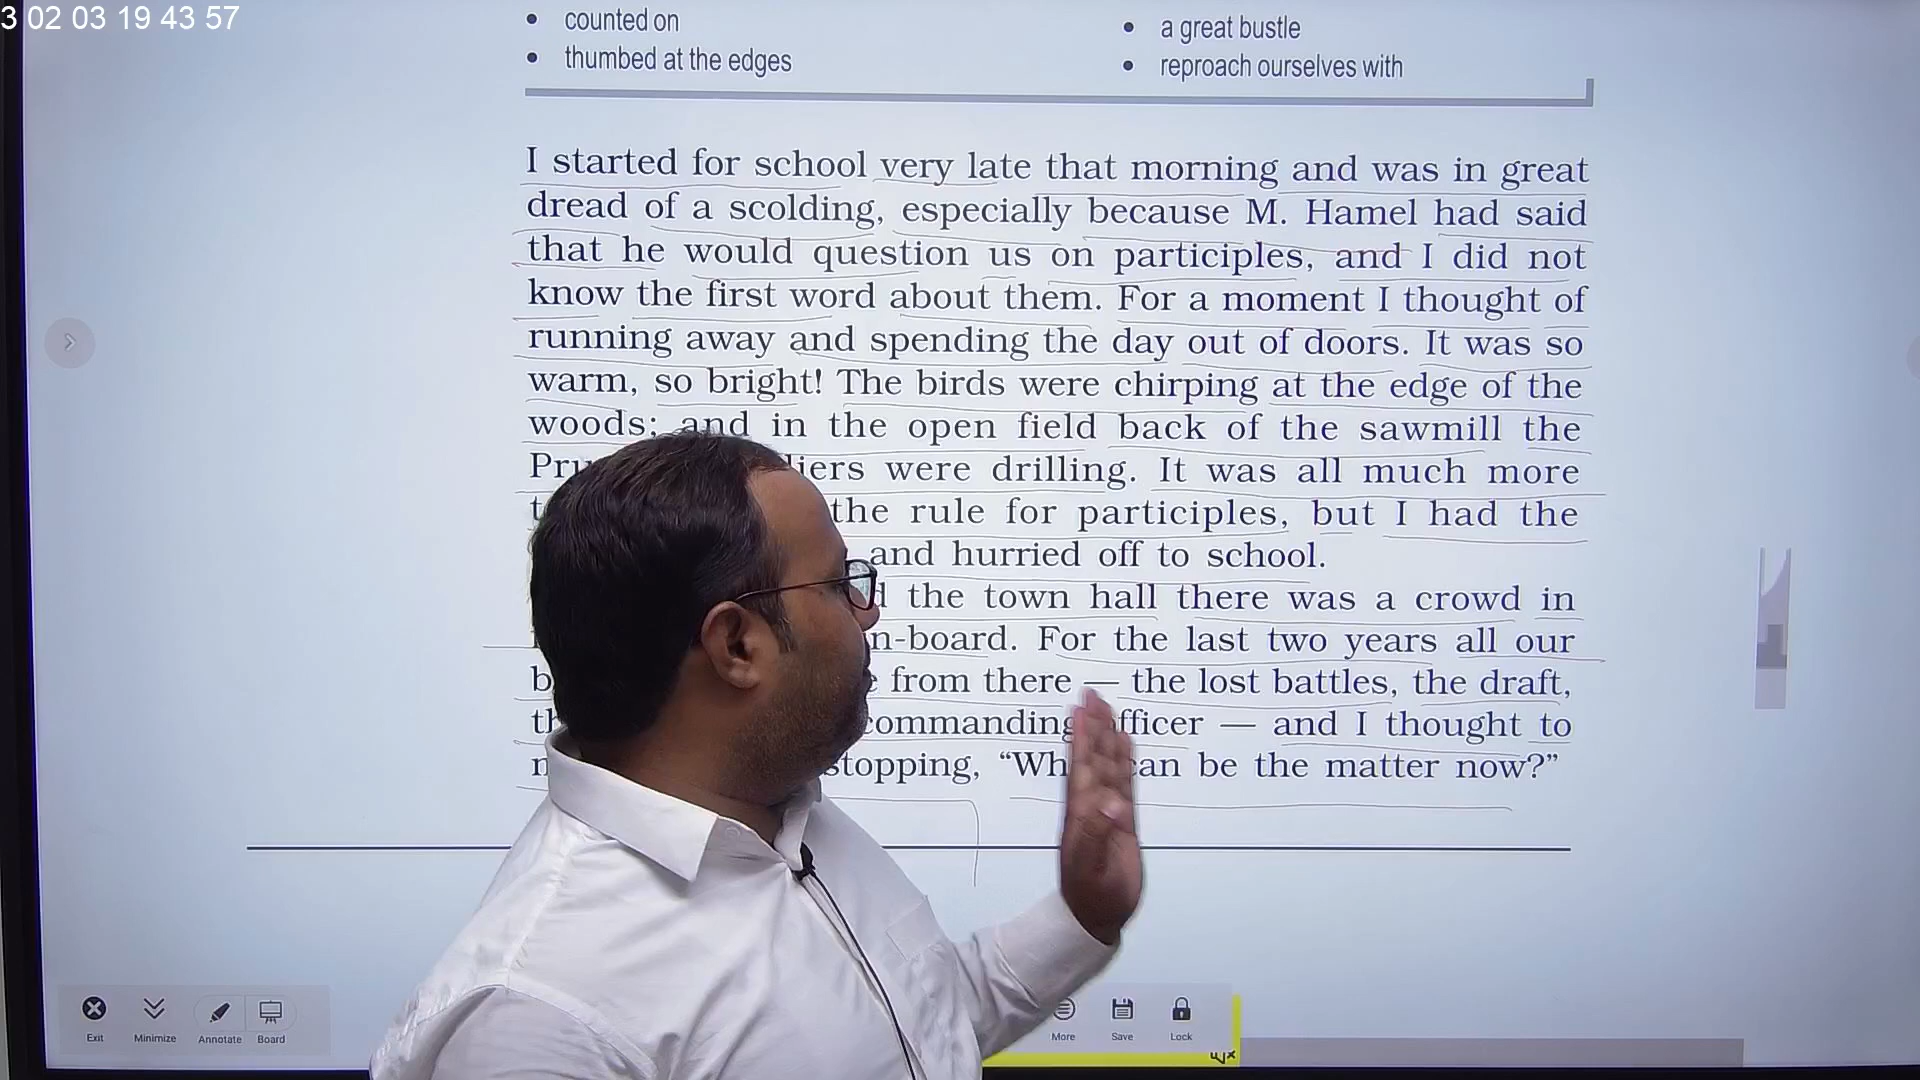 3 02 03 19 43 57
• counted on
• a great bustle
• thumbed at the edges
• reproach ourselves with
I started for school very late that morning and was in great
dread of a scolding, especially because M. Hamel had said
that he would question us on participles, and I did not
know the first word about them. For a moment I thought of
running away and spending the day out of doors. It was so
warm, so bright! The birds were chirping at the edge of the
woods; and in the open field back of the sawmill the
were drilling. It was all much more
the rule for participles, but I had the
and hurried off to school.
the town hall there was a crowd in
For the last two years all our
from there — the lost battles, the draft,
commanding officer — and I thought to
stopping, “What can be the matter now?”
Exit
Minimize
Annotate
Board
More
Save
Lock